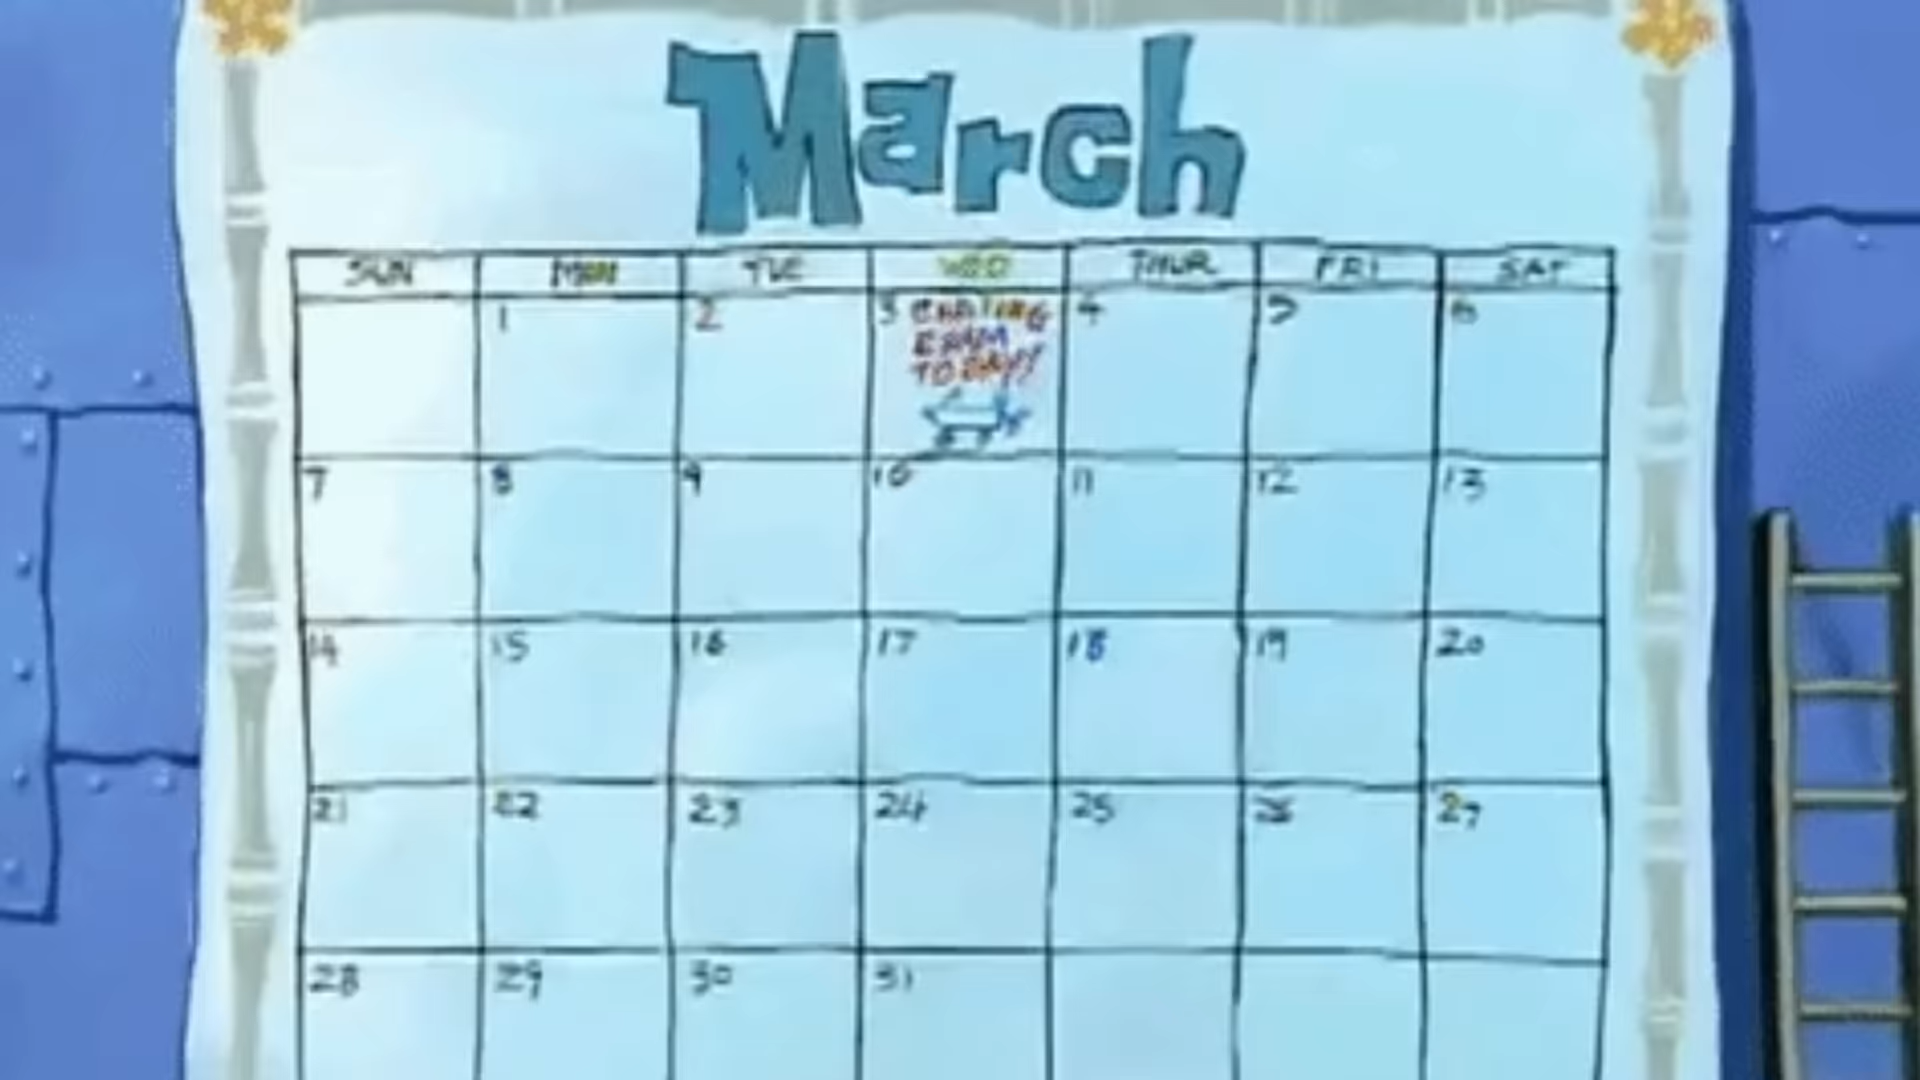 March
SUN MON TUE WED THUR FRI SAT
1 2 3 BOATING 4 5 6
EXAM
TODAY!
7 8 9 10 11 12 13
14 15 16 17 18 19 20
21 22 23 24 25 26 27
28 29 30 31